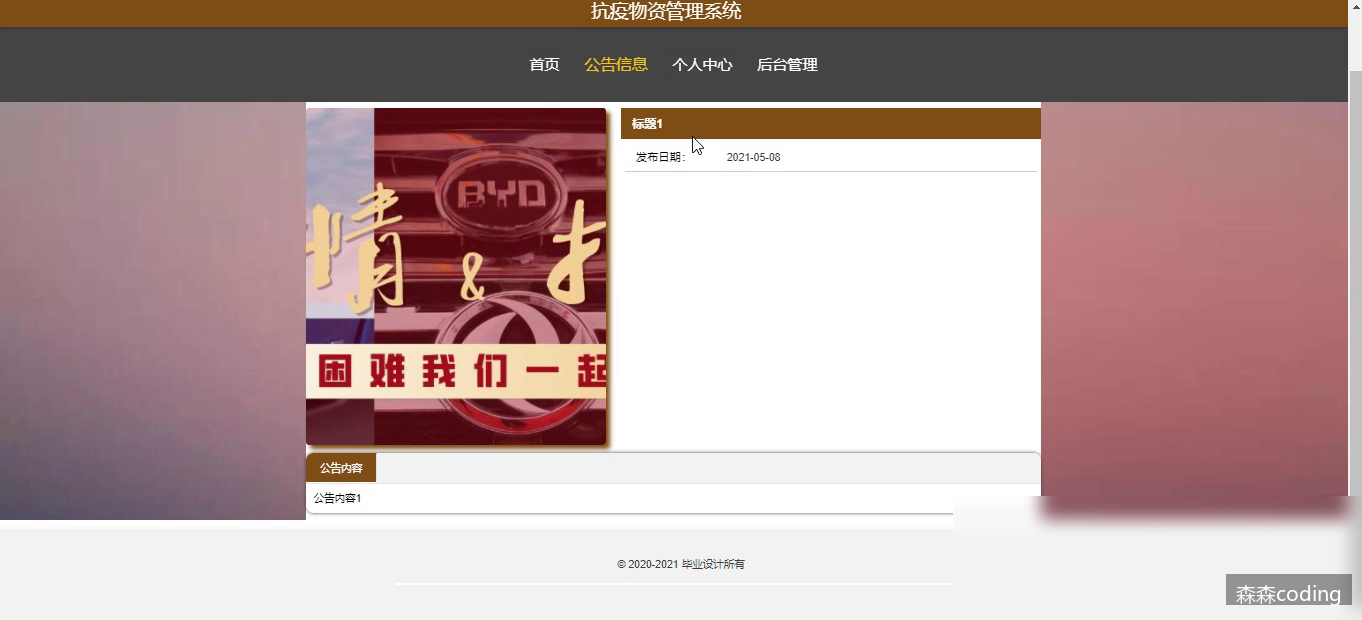 抗疫物资管理系统
首页 公告信息 个人中心 后台管理
标题1
发布日期： 2021-05-08
BYD
情 &
困难我们一起
公告内容
公告内容1
© 2020-2021 毕业设计所有
森森coding